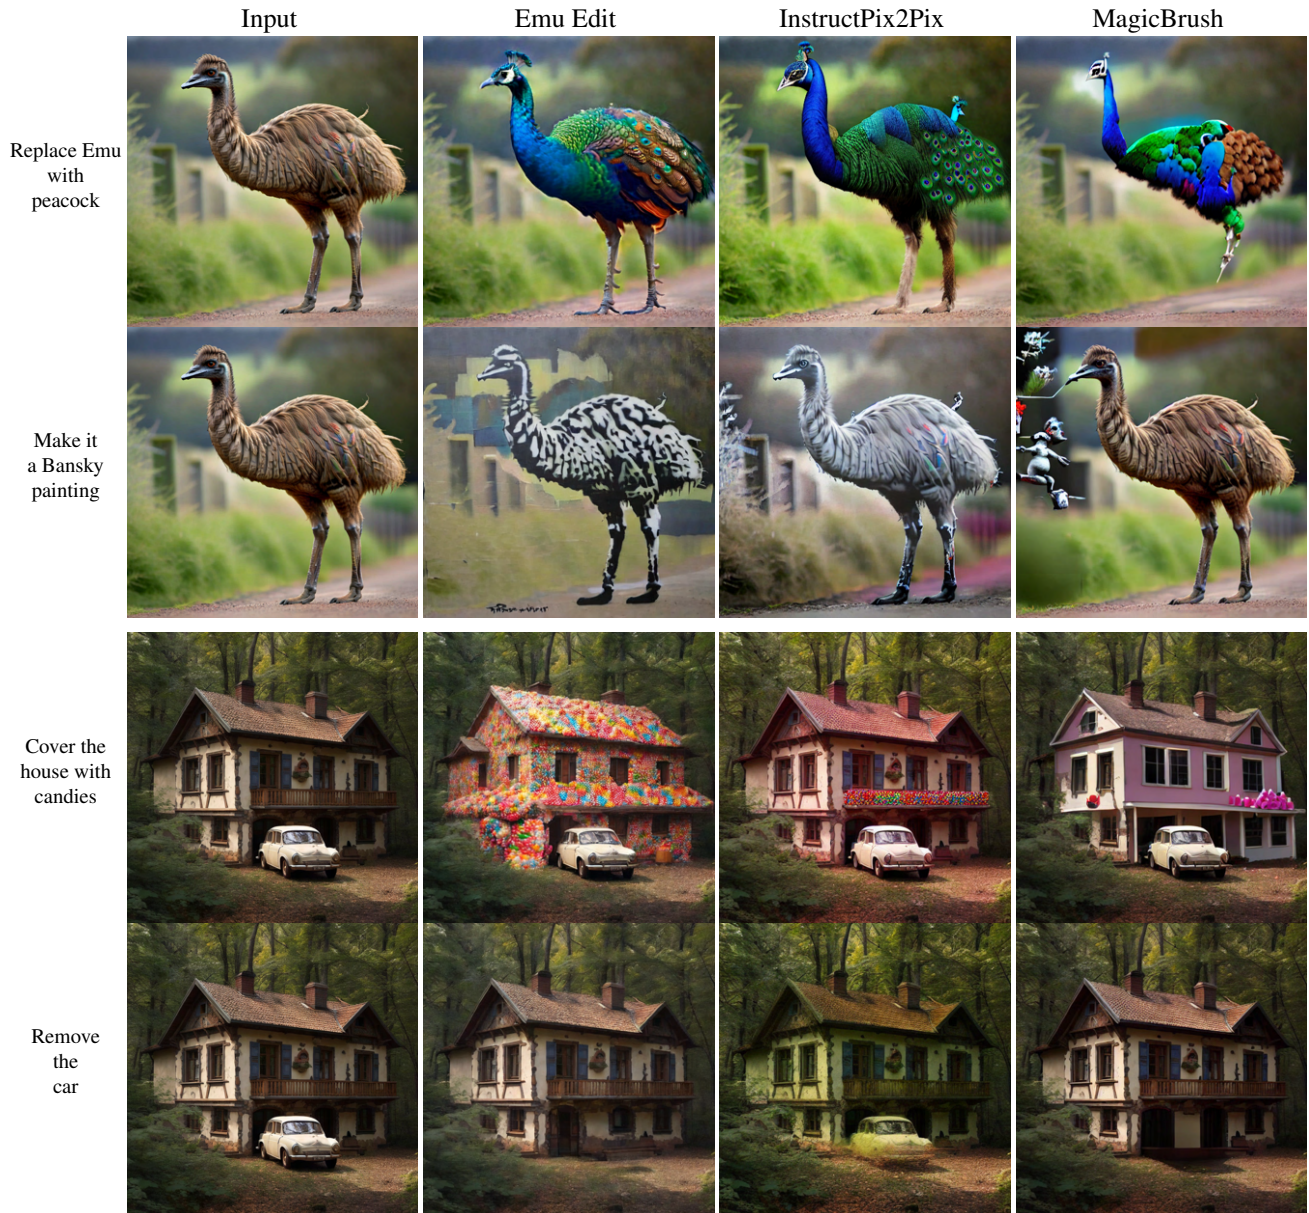 Input
Emu Edit
InstructPix2Pix
MagicBrush
Replace Emu
with
peacock
Make it
a Bansky
painting
Cover the
house with
candies
Remove
the
car